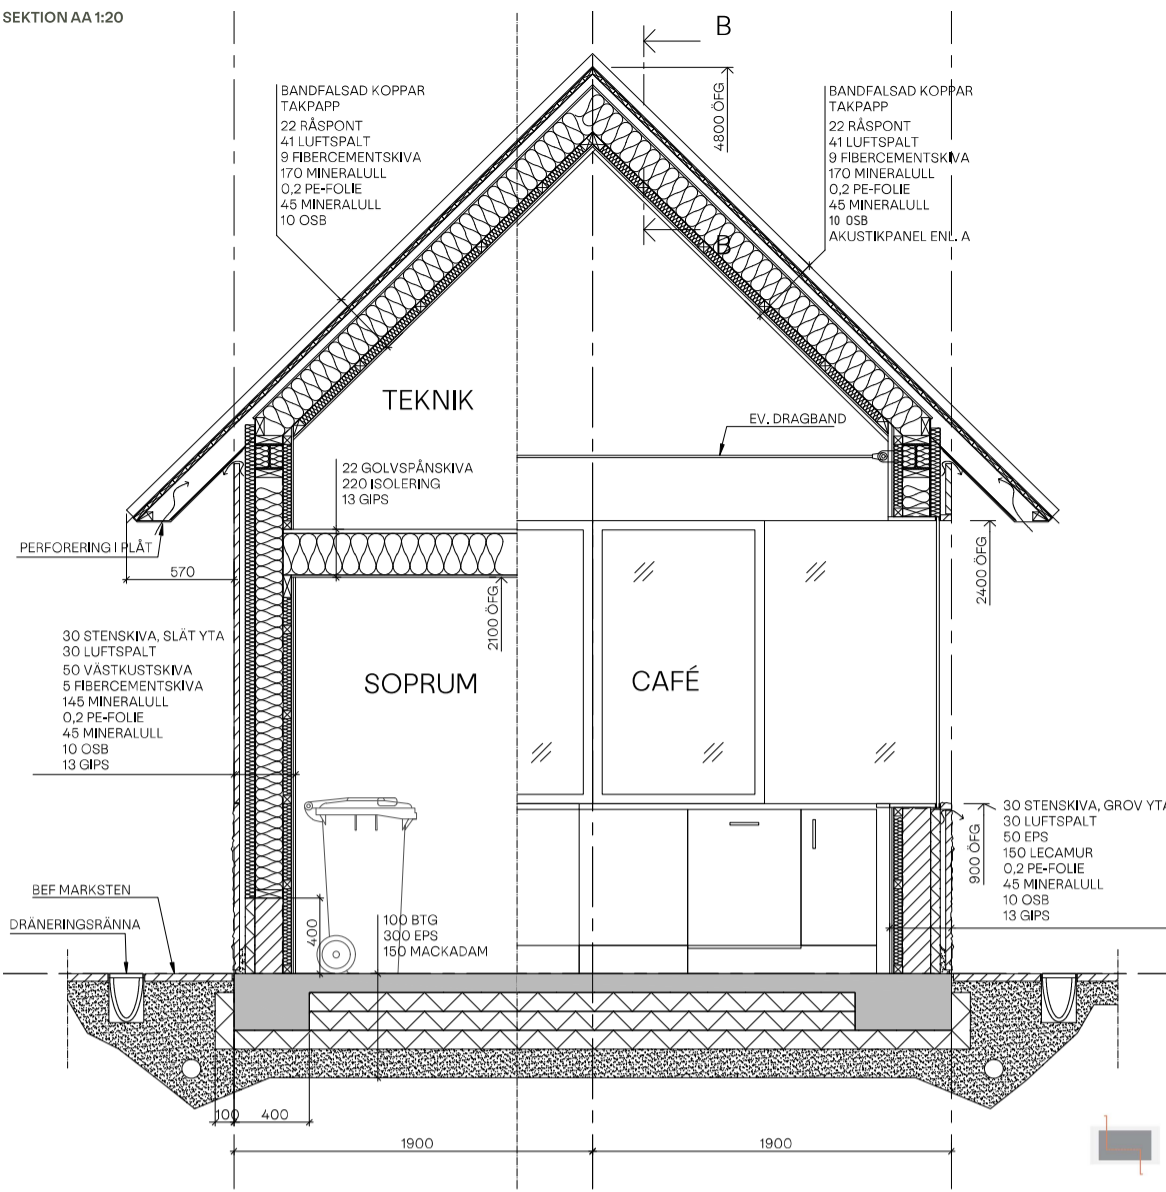 SEKTION AA 1:20
B
BANDFALSAD KOPPAR
TAKPAPP
22 RÅSPONT
41 LUFTSPALT
9 FIBERCEMENTSKIVA
170 MINERALULL
0,2 PE-FOLIE
45 MINERALULL
10 OSB
4800 ÖFG
BANDFALSAD KOPPAR
TAKPAPP
22 RÅSPONT
41 LUFTSPALT
9 FIBERCEMENTSKIVA
170 MINERALULL
0,2 PE-FOLIE
45 MINERALULL
10 OSB
AKUSTIKPANEL ENL. A
B
TEKNIK
EV. DRAGBAND
22 GOLVSPÅNSKIVA
220 ISOLERING
13 GIPS
PERFORERING I PLÅT
570
2100 ÖFG
2400 ÖFG
30 STENSKIVA, SLÄT YTA
30 LUFTSPALT
50 VÄSTKUSTSKIVA
5 FIBERCEMENTSKIVA
145 MINERALULL
0,2 PE-FOLIE
45 MINERALULL
10 OSB
13 GIPS
SOPRUM
CAFÉ
30 STENSKIVA, GROV YTA
30 LUFTSPALT
50 EPS
150 LECAMUR
0,2 PE-FOLIE
45 MINERALULL
10 OSB
13 GIPS
900 ÖFG
BEF MARKSTEN
DRÄNERINGSRÄNNA
400
100 BTG
300 EPS
150 MACKADAM
100
400
1900
1900